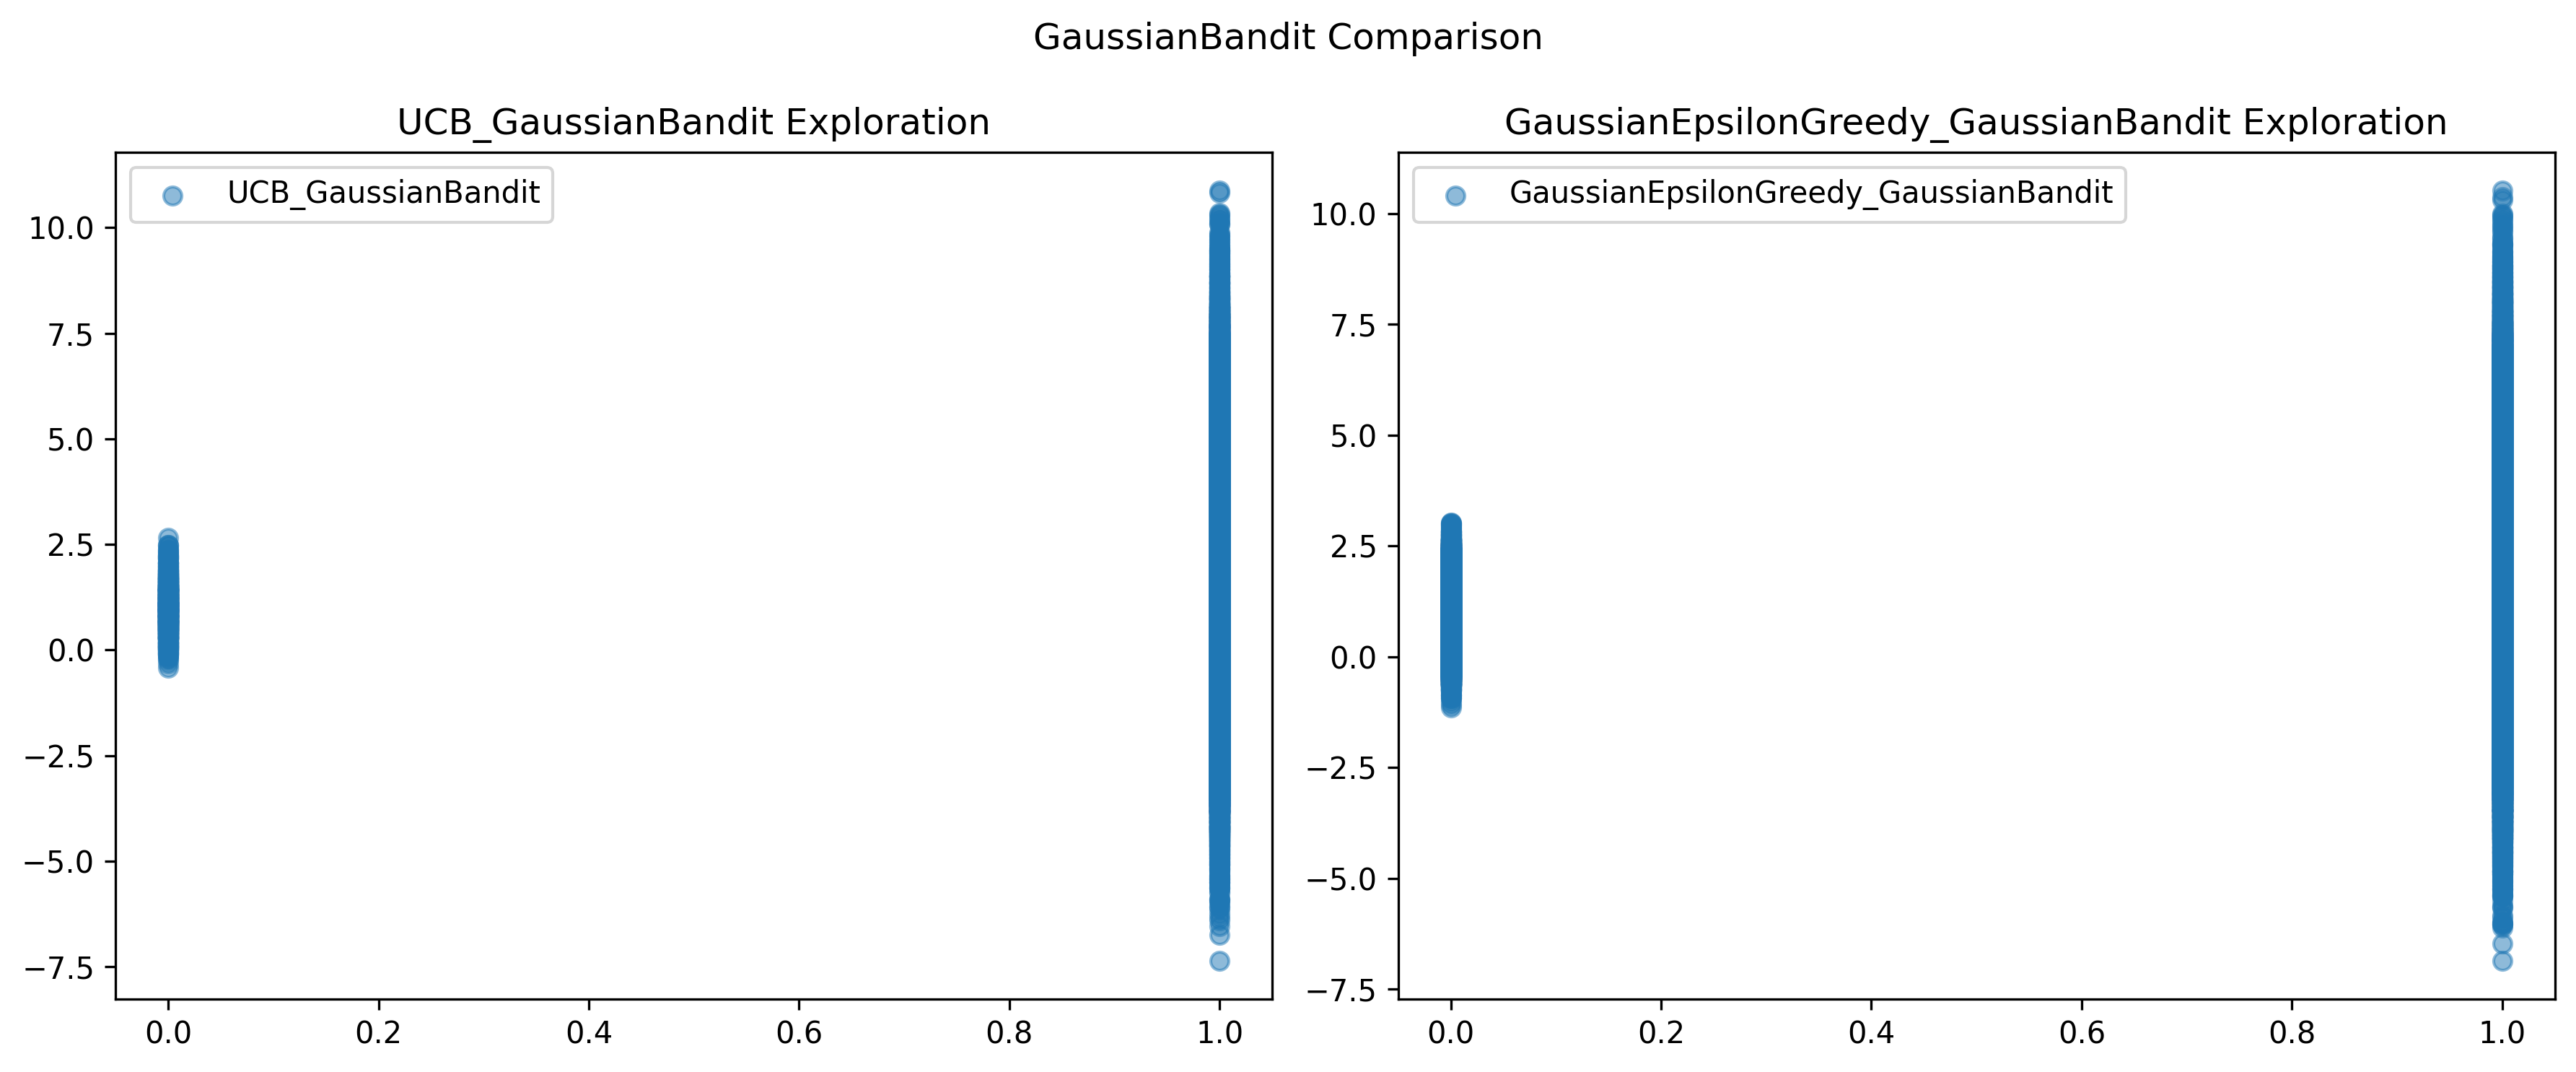 GaussianBandit Comparison
UCB_GaussianBandit Exploration
UCB_GaussianBandit
10.0
7.5
5.0
2.5
0.0
−2.5
−5.0
−7.5
0.0 0.2 0.4 0.6 0.8 1.0
GaussianEpsilonGreedy_GaussianBandit Exploration
GaussianEpsilonGreedy_GaussianBandit
10.0
7.5
5.0
2.5
0.0
−2.5
−5.0
−7.5
0.0 0.2 0.4 0.6 0.8 1.0